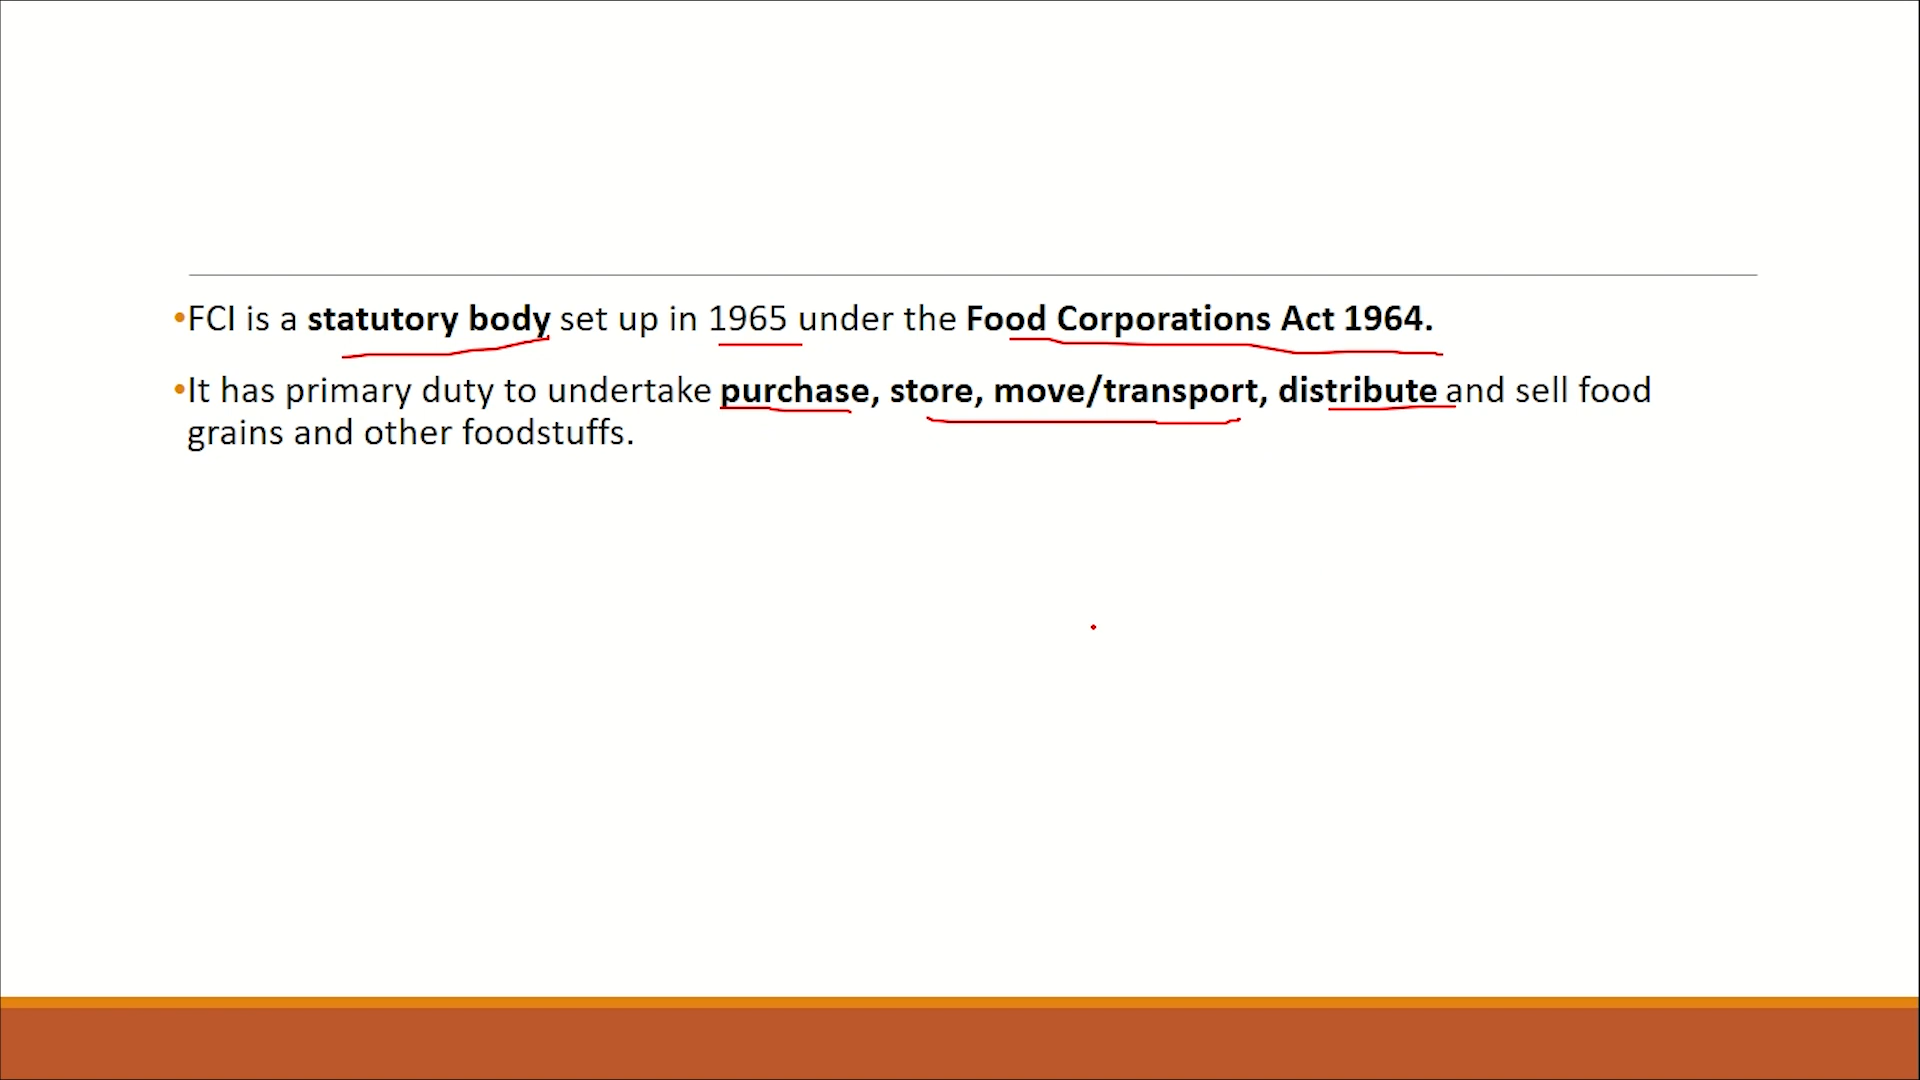 •FCI is a statutory body set up in 1965 under the Food Corporations Act 1964.
•It has primary duty to undertake purchase, store, move/transport, distribute and sell food
grains and other foodstuffs.